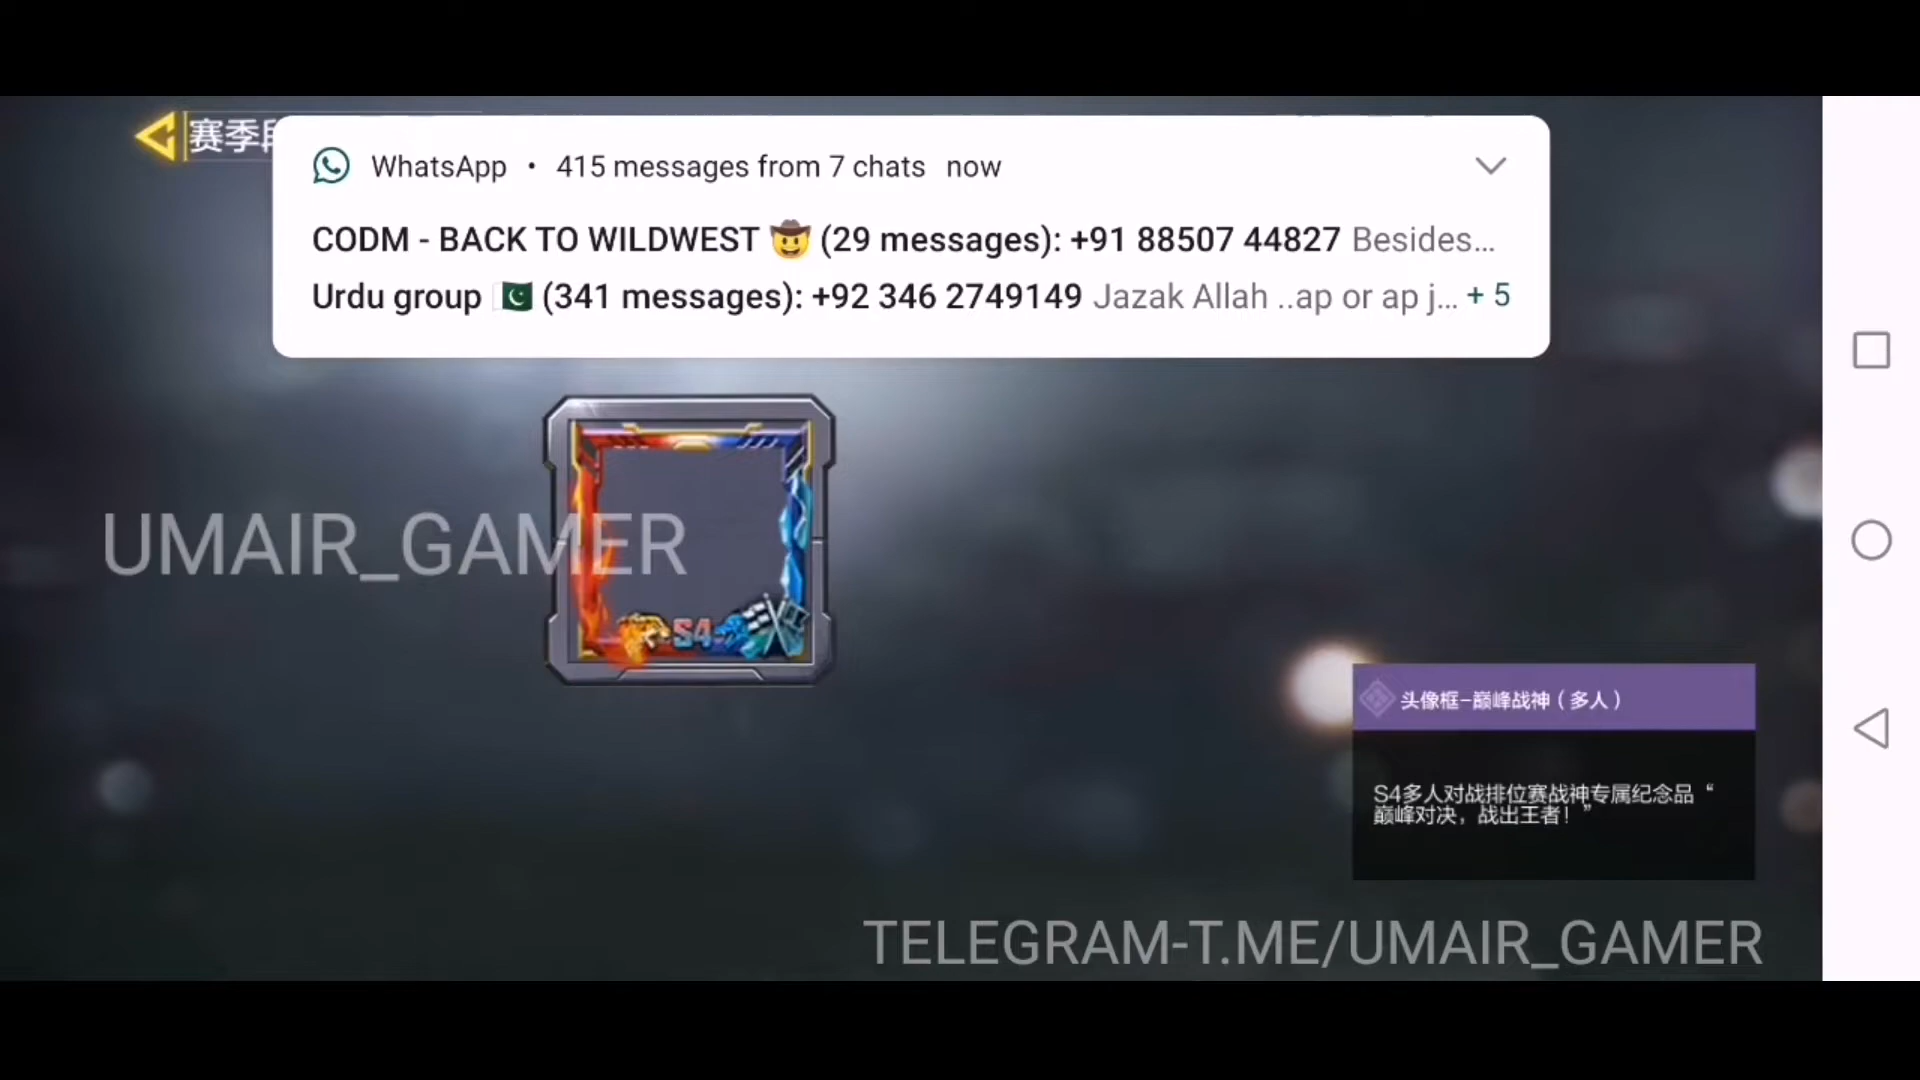 赛季
WhatsApp • 415 messages from 7 chats now
CODM - BACK TO WILDWEST 🤠 (29 messages): +91 88507 44827 Besides...
Urdu group 🇵🇰 (341 messages): +92 346 2749149 Jazak Allah ..ap or ap j... + 5
UMAIR_GAMER
S4
头像框-巅峰战神（多人）
S4多人对战排位赛战神专属纪念品“
巅峰对决，战出王者！”
TELEGRAM-T.ME/UMAIR_GAMER